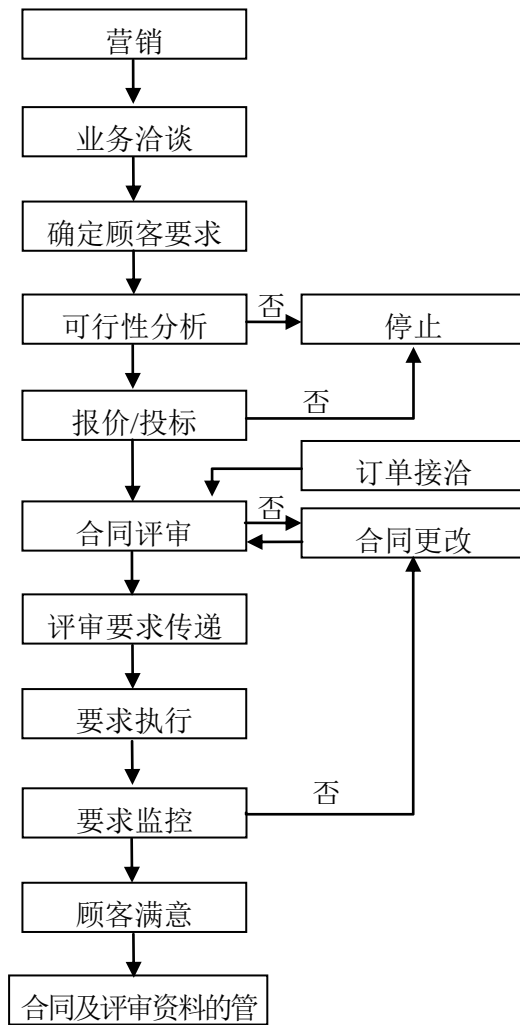 营销
业务洽谈
确定顾客要求
可行性分析
否
停止
报价/投标
否
订单接洽
合同评审
否
合同更改
评审要求传递
要求执行
要求监控
否
顾客满意
合同及评审资料的管